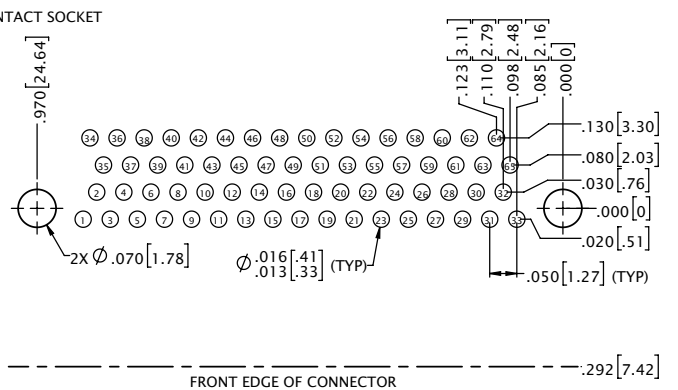 NTACT SOCKET
.970[24.64]
.123[3.11]
.110[2.79]
.098[2.48]
.085[2.16]
.000[0]
34 36 38 40 42 44 46 48 50 52 54 56 58 60 62 64
.130[3.30]
35 37 39 41 43 45 47 49 51 53 55 57 59 61 63 65
.080[2.03]
2 4 6 8 10 12 14 16 18 20 22 24 26 28 30 32
.030[.76]
.000[0]
1 3 5 7 9 11 13 15 17 19 21 23 25 27 29 31 33
.020[.51]
2X Ø.070[1.78]
Ø .016[.41]
.013[.33] (TYP)
.050[1.27] (TYP)
.292[7.42]
FRONT EDGE OF CONNECTOR